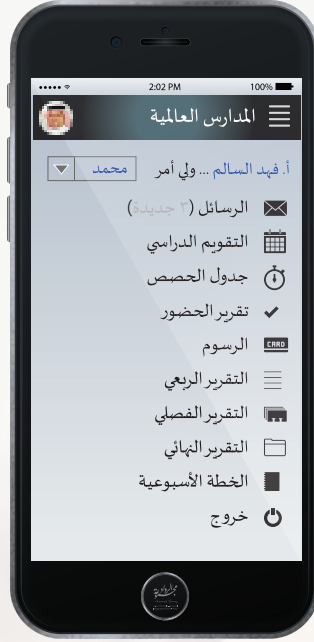 2:02 PM 100%
المدارس العالمية
أ. فهد السالم ... ولي أمر محمد
الرسائل (٣ جديدة)
التقويم الدراسي
جدول الحصص
تقرير الحضور
CARD الرسوم
التقرير الربعي
التقرير الفصلي
التقرير النهائي
الخطة الأسبوعية
خروج